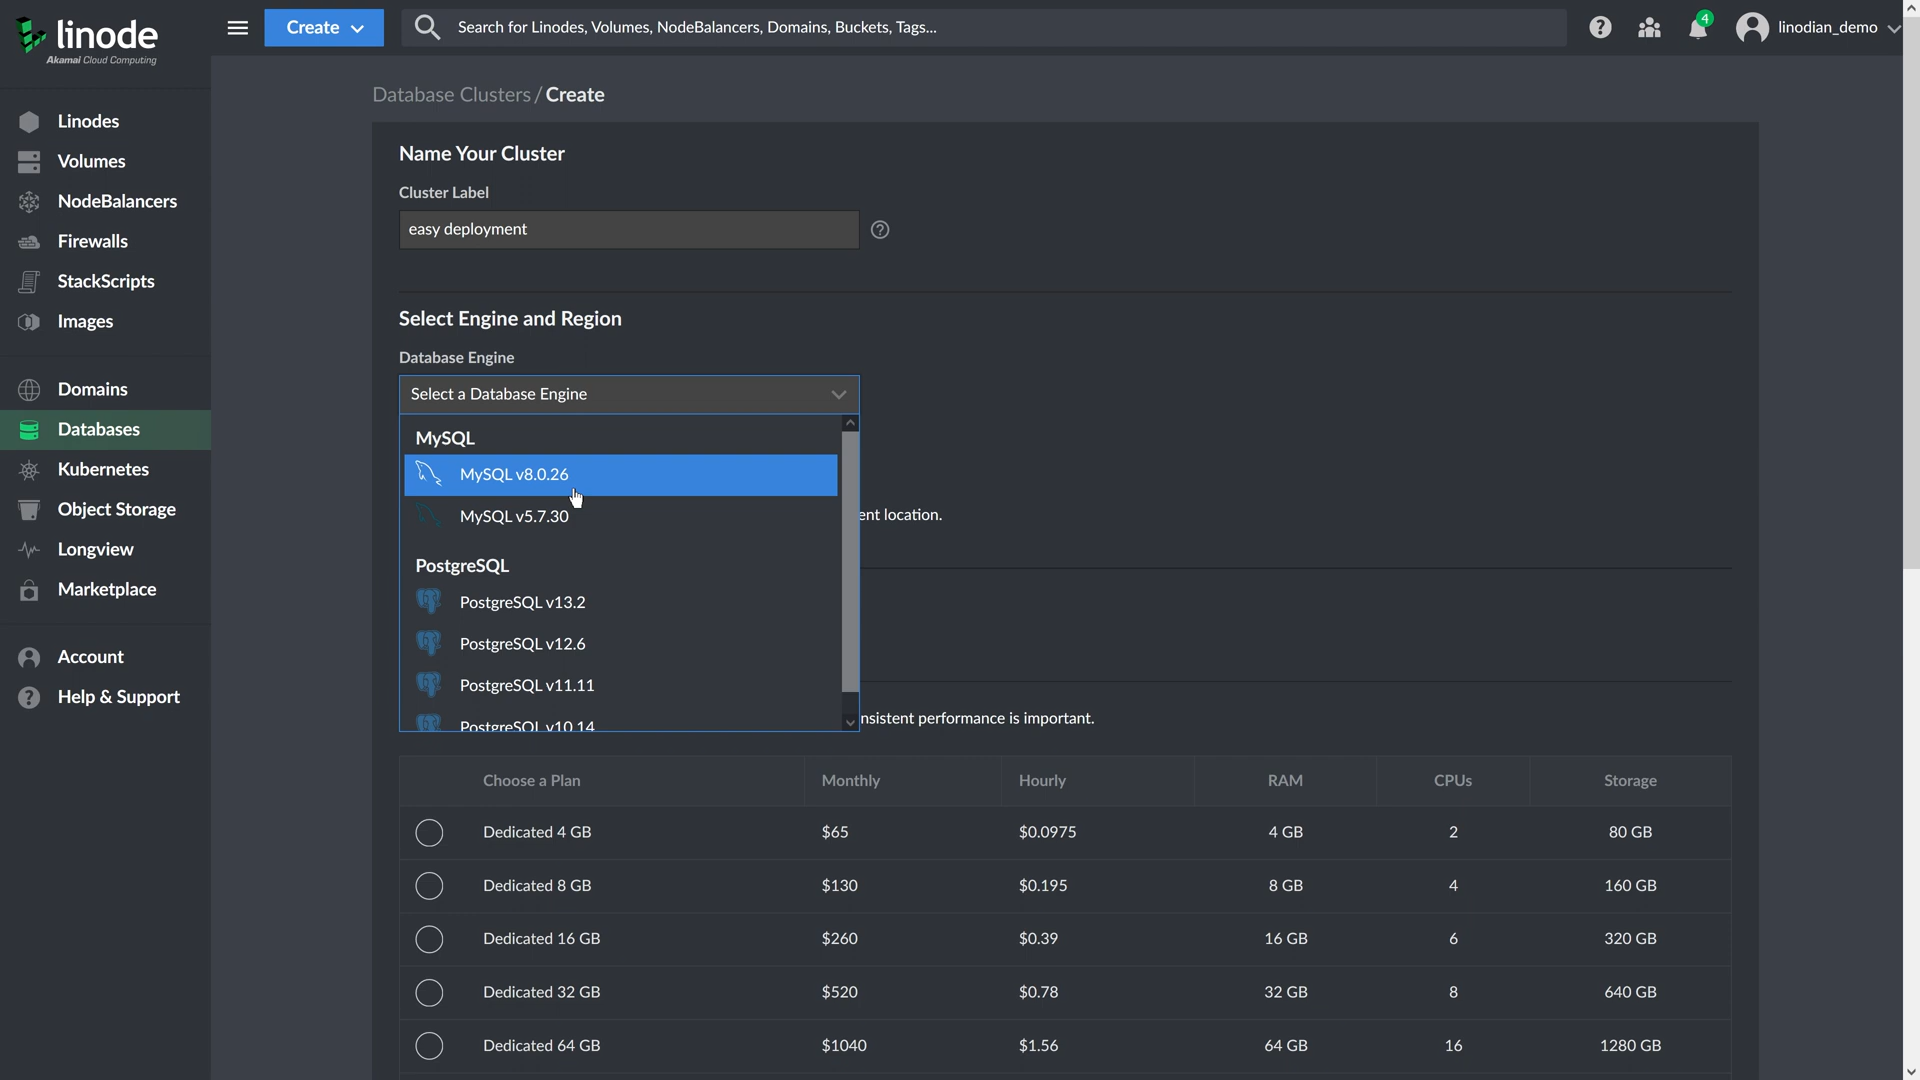 linode
Akamai Cloud Computing
Create
Search for Linodes, Volumes, NodeBalancers, Domains, Buckets, Tags...
4
linodian_demo
Linodes
Volumes
NodeBalancers
Firewalls
StackScripts
Images
Domains
Databases
Kubernetes
Object Storage
Longview
Marketplace
Account
Help & Support
Database Clusters / Create
Name Your Cluster
Cluster Label
easy deployment
Select Engine and Region
Database Engine
Select a Database Engine
MySQL
MySQL v8.0.26
MySQL v5.7.30
ent location.
PostgreSQL
PostgreSQL v13.2
PostgreSQL v12.6
PostgreSQL v11.11
PostgreSQL v10.14
nsistent performance is important.
Choose a Plan Monthly Hourly RAM CPUs Storage
Dedicated 4 GB $65 $0.0975 4 GB 2 80 GB
Dedicated 8 GB $130 $0.195 8 GB 4 160 GB
Dedicated 16 GB $260 $0.39 16 GB 6 320 GB
Dedicated 32 GB $520 $0.78 32 GB 8 640 GB
Dedicated 64 GB $1040 $1.56 64 GB 16 1280 GB